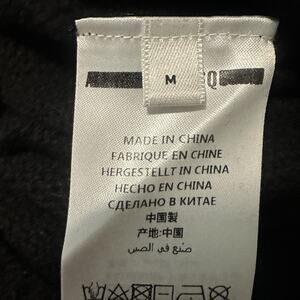 M
MADE IN CHINA
FABRIQUE EN CHINE
HERGESTELLT IN CHINA
HECHO EN CHINA
СДЕЛАНО В КИТАЕ
中国製
产地:中国
صنع في الصين